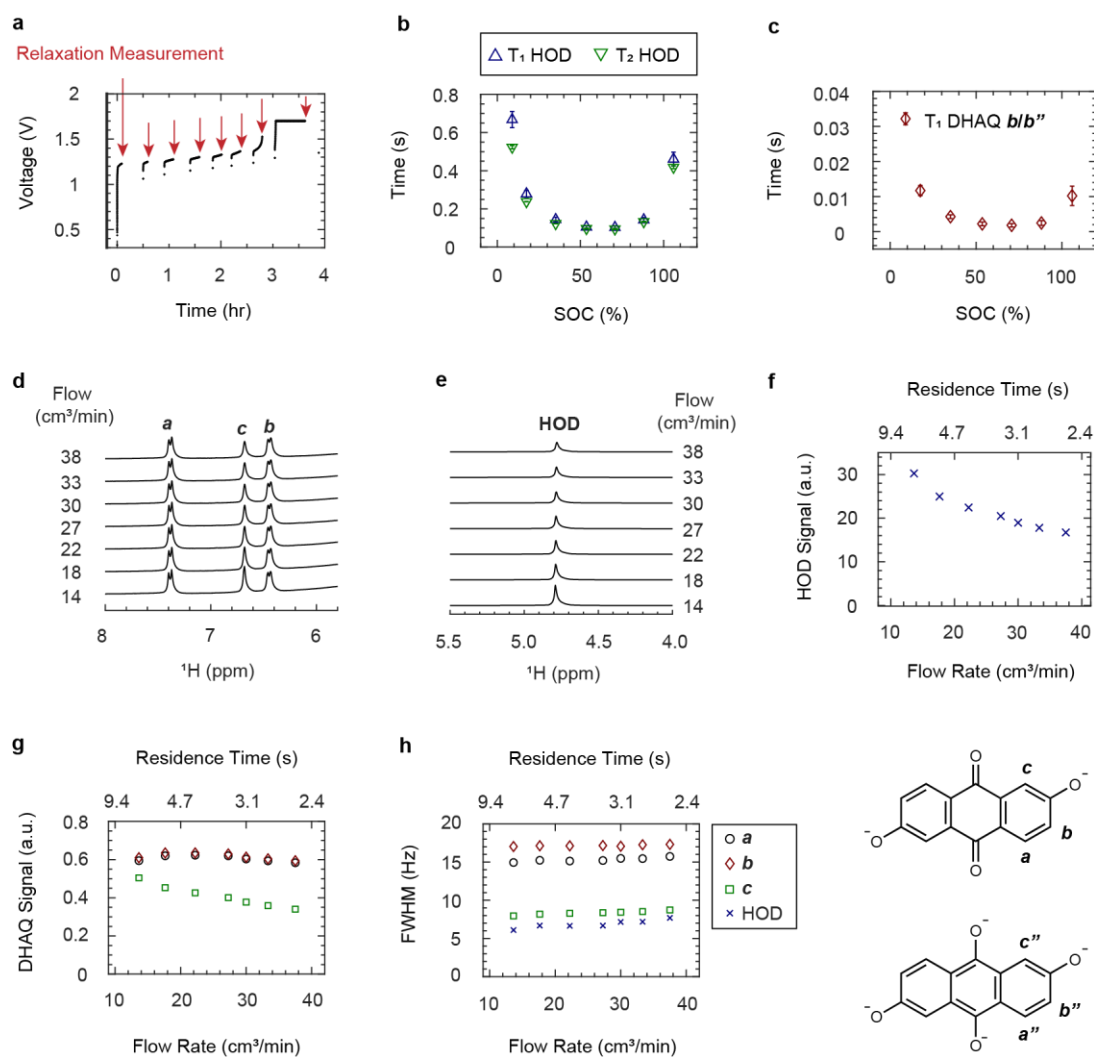 a
Relaxation Measurement
2
1.5
1
0.5
Voltage (V)
0 1 2 3 4
Time (hr)
b
T₁ HOD T₂ HOD
0.8
0.6
0.4
0.2
0
Time (s)
0 50 100
SOC (%)
c
T₁ DHAQ b/b”
0.04
0.03
0.02
0.01
0
Time (s)
0 50 100
SOC (%)
d
Flow
(cm³/min)
a c b
38
33
30
27
22
18
14
8 7 6
¹H (ppm)
e
HOD
Flow
(cm³/min)
38
33
30
27
22
18
14
5.5 5.0 4.5 4.0
¹H (ppm)
f
Residence Time (s)
9.4 4.7 3.1 2.4
30
20
10
0
HOD Signal (a.u.)
10 20 30 40
Flow Rate (cm³/min)
g
Residence Time (s)
9.4 4.7 3.1 2.4
0.8
0.6
0.4
0.2
0
DHAQ Signal (a.u.)
10 20 30 40
Flow Rate (cm³/min)
h
Residence Time (s)
9.4 4.7 3.1 2.4
20
15
10
5
0
FWHM (Hz)
10 20 30 40
Flow Rate (cm³/min)
a
b
c
HOD
O
c
O⁻
⁻O
b
a
O
O⁻
c”
O⁻
⁻O
b”
a”
O⁻